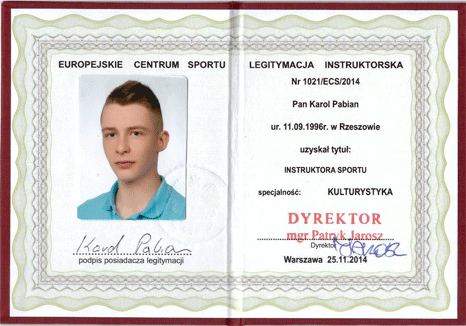 EUROPEJSKIE CENTRUM SPORTU
Karol Pabian
podpis posiadacza legitymacji
LEGITYMACJA INSTRUKTORSKA
Nr 1021/ECS/2014
Pan Karol Pabian
ur. 11.09.1996r. w Rzeszowie
uzyskał tytuł:
INSTRUKTORA SPORTU
specjalność: KULTURYSTYKA
DYREKTOR
mgr Patryk Jarosz
Dyrektor
Warszawa 25.11.2014